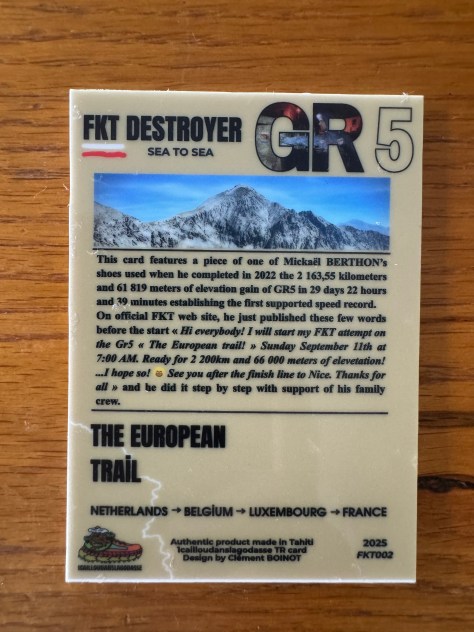 FKT DESTROYER
SEA TO SEA
GR5
This card features a piece of one of Mickaël BERTHON's
shoes used when he completed in 2022 the 2 163,55 kilometers
and 61 819 meters of elevation gain of GR5 in 29 days 22 hours
and 39 minutes establishing the first supported speed record.
On official FKT web site, he just published these few words
before the start « Hi everybody! I will start my FKT attempt on
the Gr5 « The European trail! » Sunday September 11th at
7:00 AM. Ready for 2 200km and 66 000 meters of elevetation!
...I hope so! 😀 See you after the finish line to Nice. Thanks for
all » and he did it step by step with support of his family
crew.
THE EUROPEAN
TRAiL
NETHERLANDS → BELGiUM → LUXEMBOURG → FRANCE
Authentic product made in Tahiti
1cailloudanslagodasse TR card
Design by Clément BOINOT
2025
FKT002
1CAILLOUDANSLAGODASSE